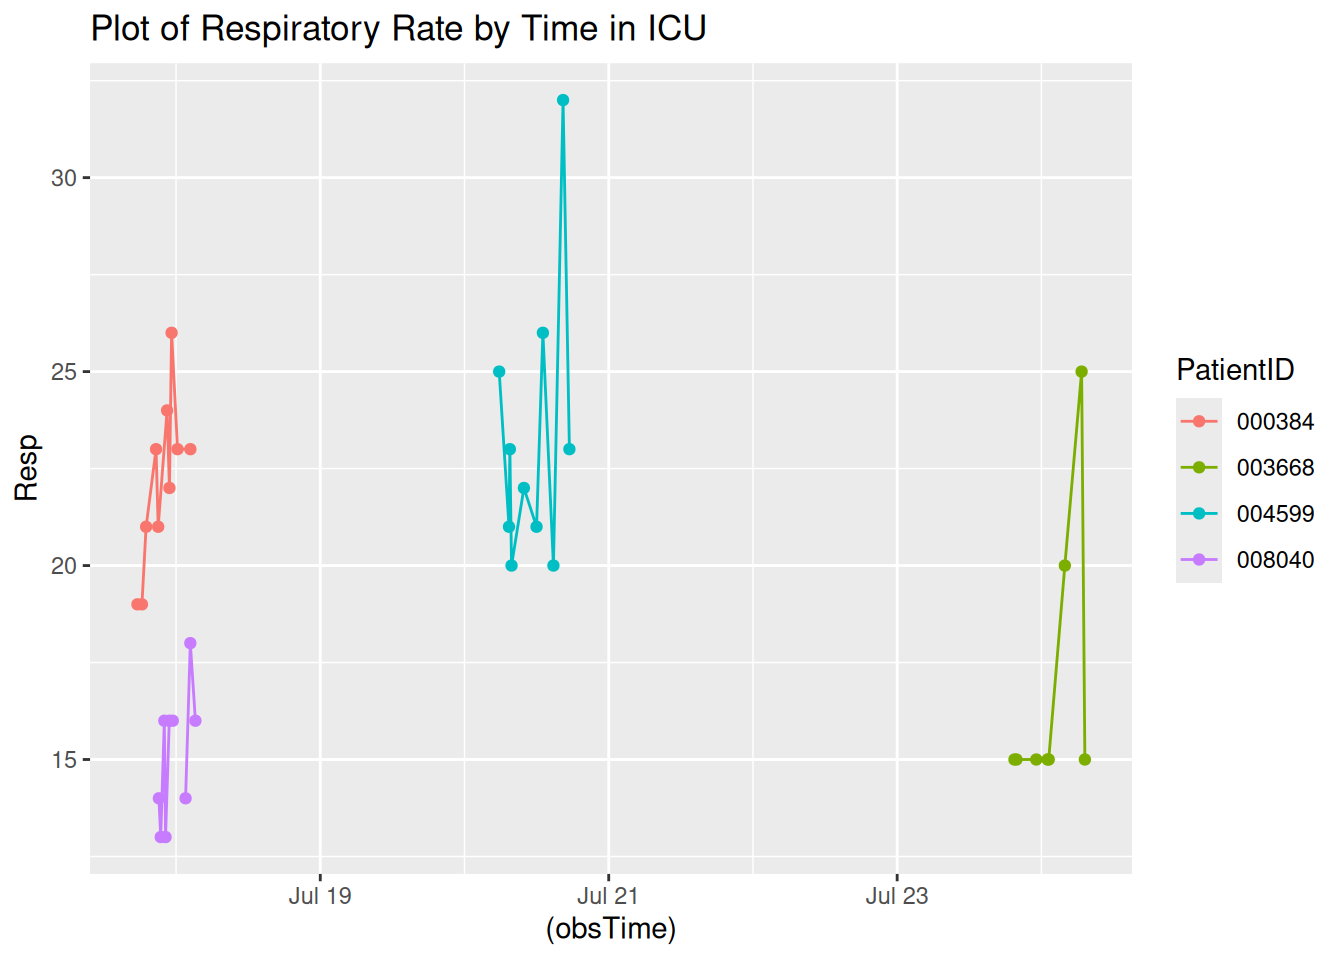 Plot of Respiratory Rate by Time in ICU
Resp
30
25
20
15
Jul 19
Jul 21
Jul 23
(obsTime)
PatientID
000384
003668
004599
008040